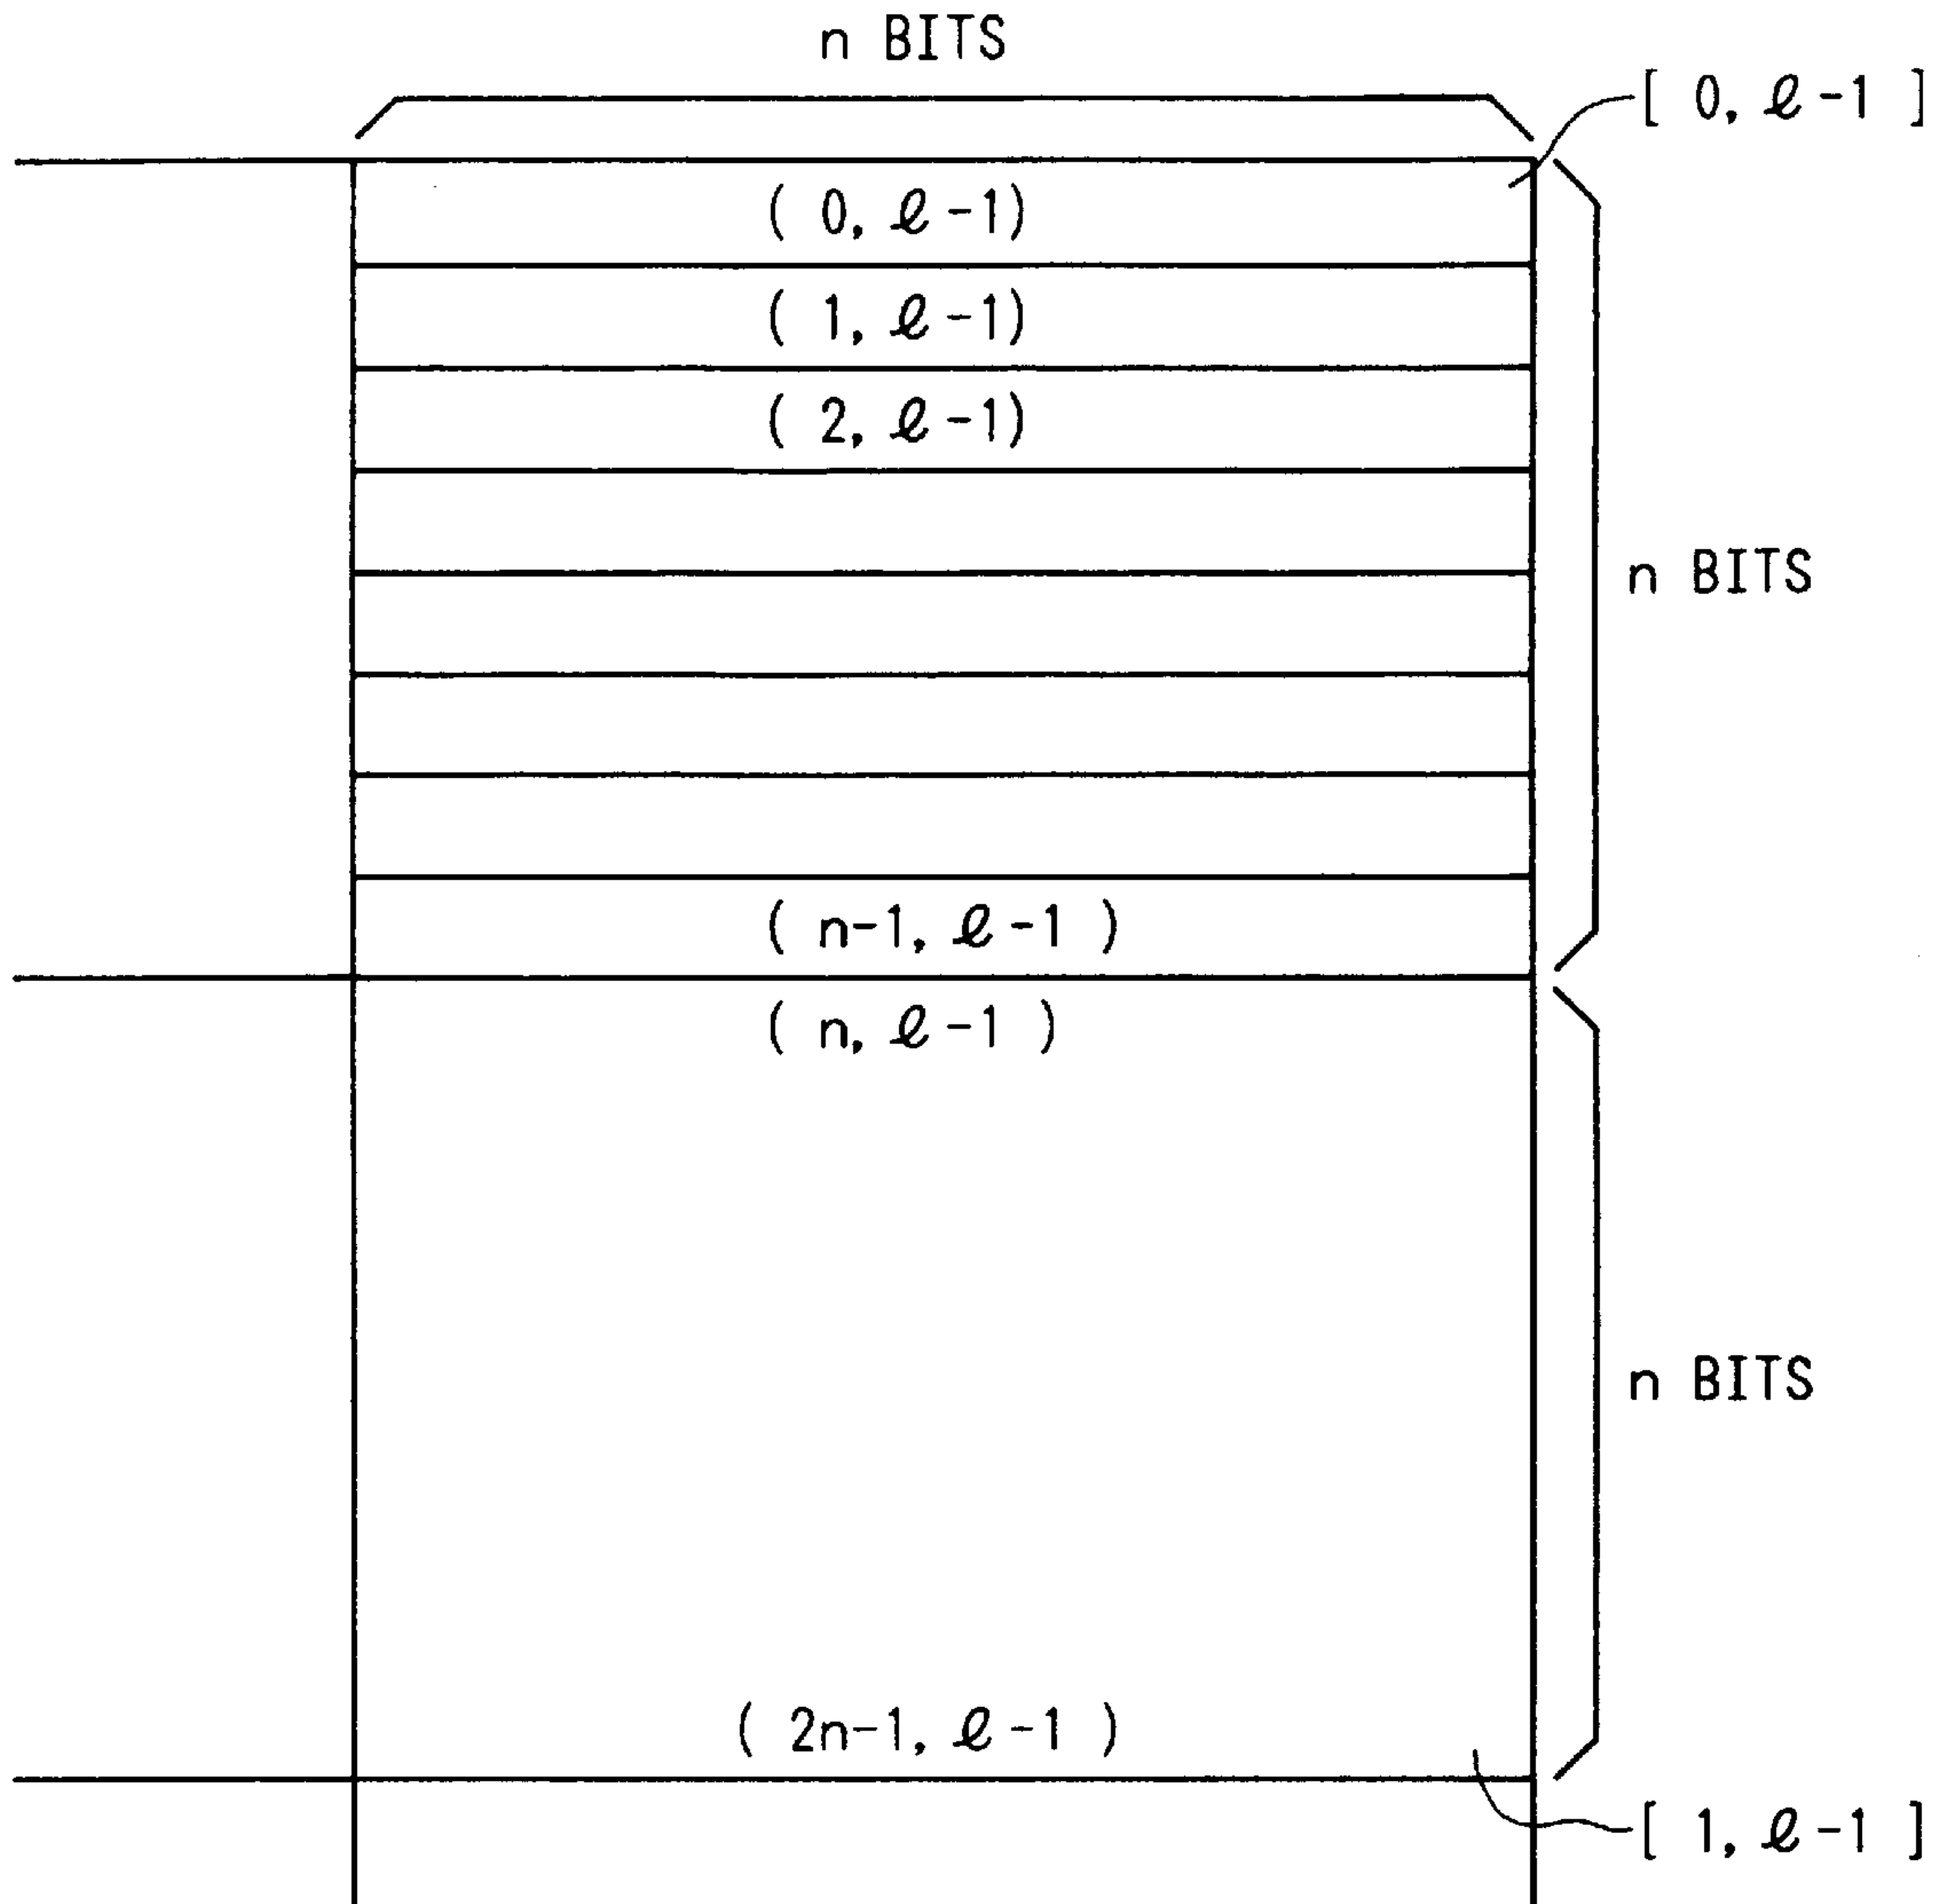 n BITS
[ 0, ℓ-1 ]
( 0, ℓ-1)
( 1, ℓ-1)
( 2, ℓ-1)
n BITS
( n-1, ℓ-1 )
( n, ℓ-1 )
n BITS
( 2n-1, ℓ-1 )
[ 1, ℓ-1 ]